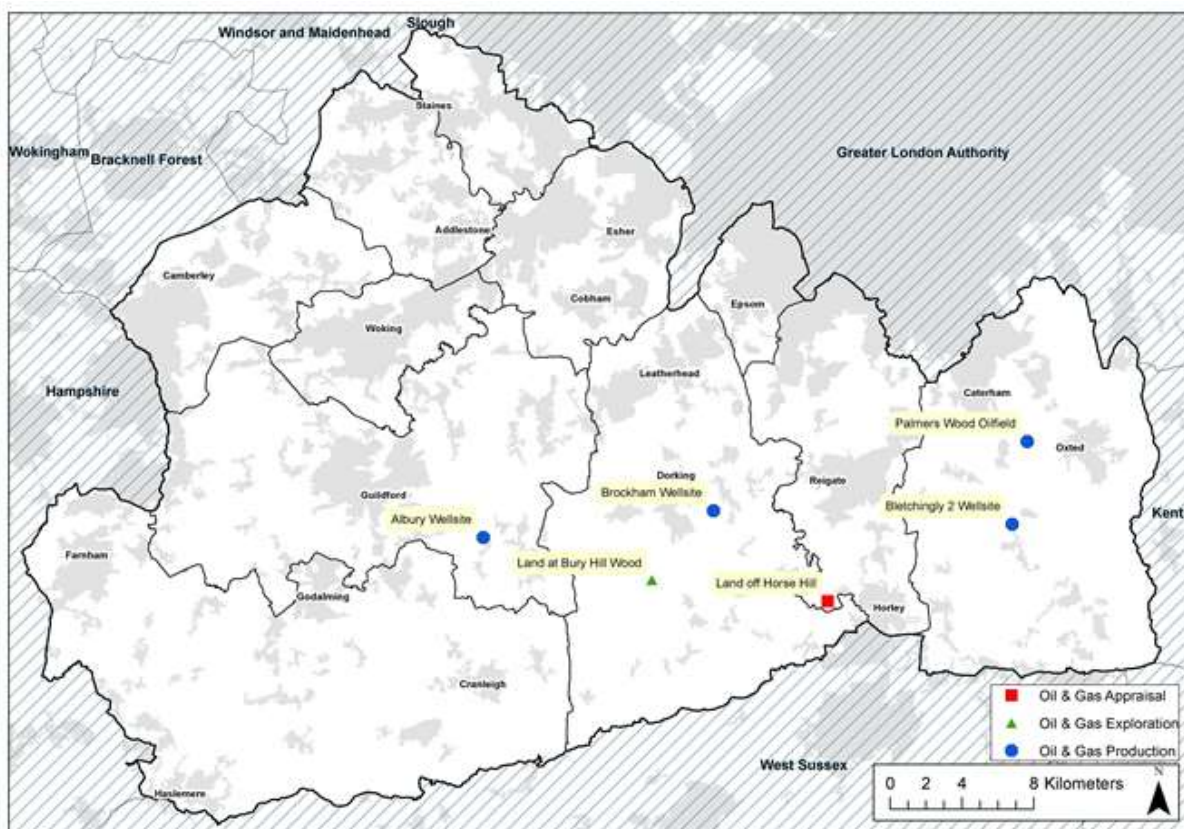 Slough
Windsor and Maidenhead
Staines
Wokingham
Bracknell Forest
Greater London Authority
Addlestone
Esher
Camberley
Cobham
Epsom
Woking
Leatherhead
Hampshire
Caterham
Palmers Wood Oilfield
Oxted
Dorking
Reigate
Guildford
Brockham Wellsite
Bletchingly 2 Wellsite
Kent
Albury Wellsite
Farnham
Land at Bury Hill Wood
Land off Horse Hill
Godalming
Horley
Cranleigh
Oil & Gas Appraisal
Oil & Gas Exploration
Oil & Gas Production
West Sussex
Haslemere
N
0 2 4 8 Kilometers